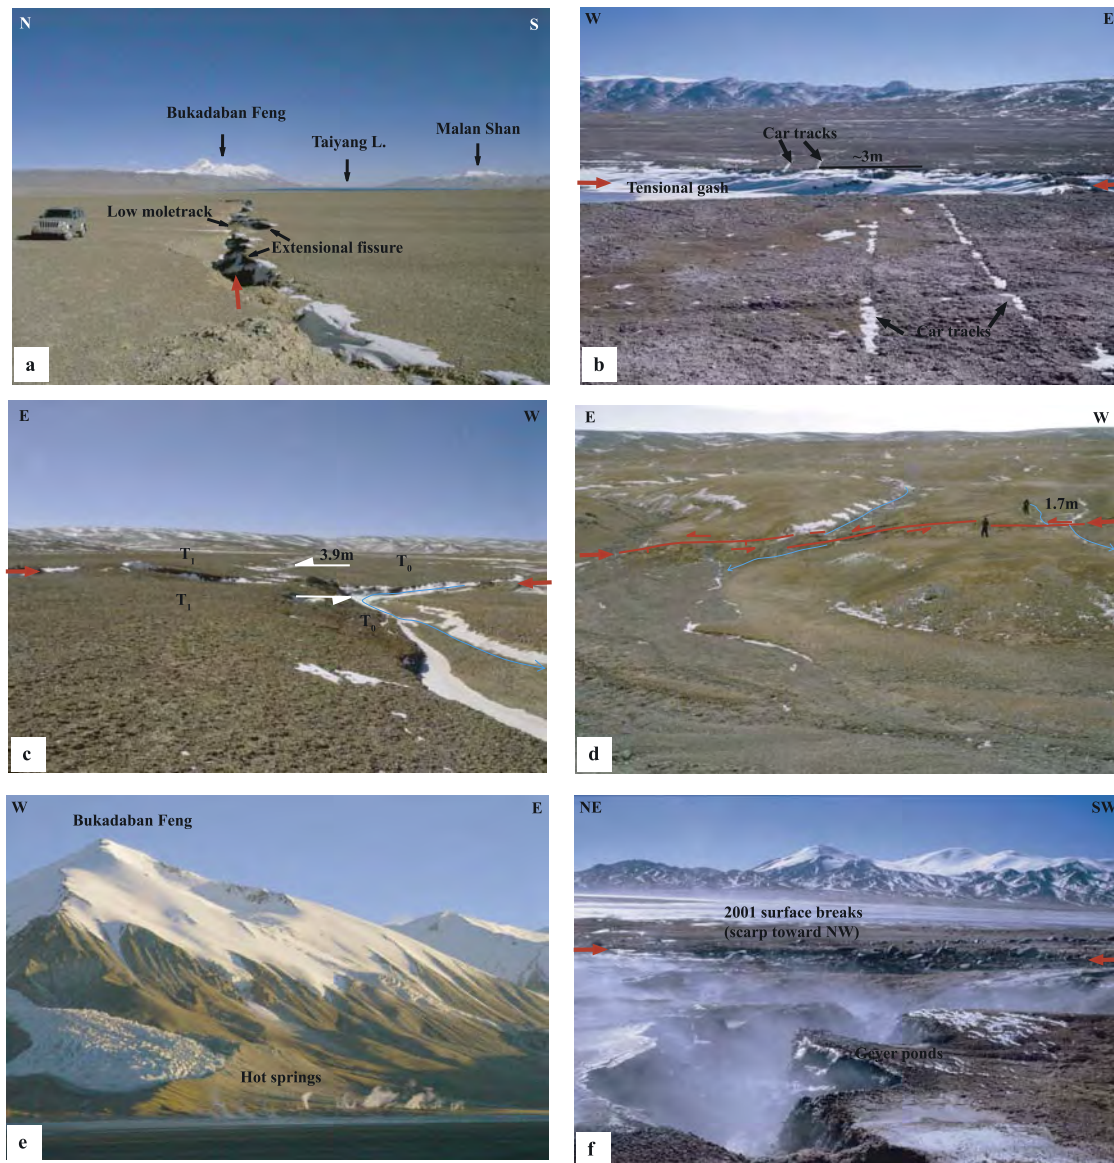 N
S
Bukadaban Feng
Taiyang L.
Malan Shan
Low moletrack
Extensional fissure
a
W
E
Car tracks
~3m
Tensional gash
Car tracks
b
E
W
T1
3.9m
T0
T1
T0
c
E
W
1.7m
d
W
E
Bukadaban Feng
Hot springs
e
NE
SW
2001 surface breaks
(scarp toward NW)
Geyer ponds
f